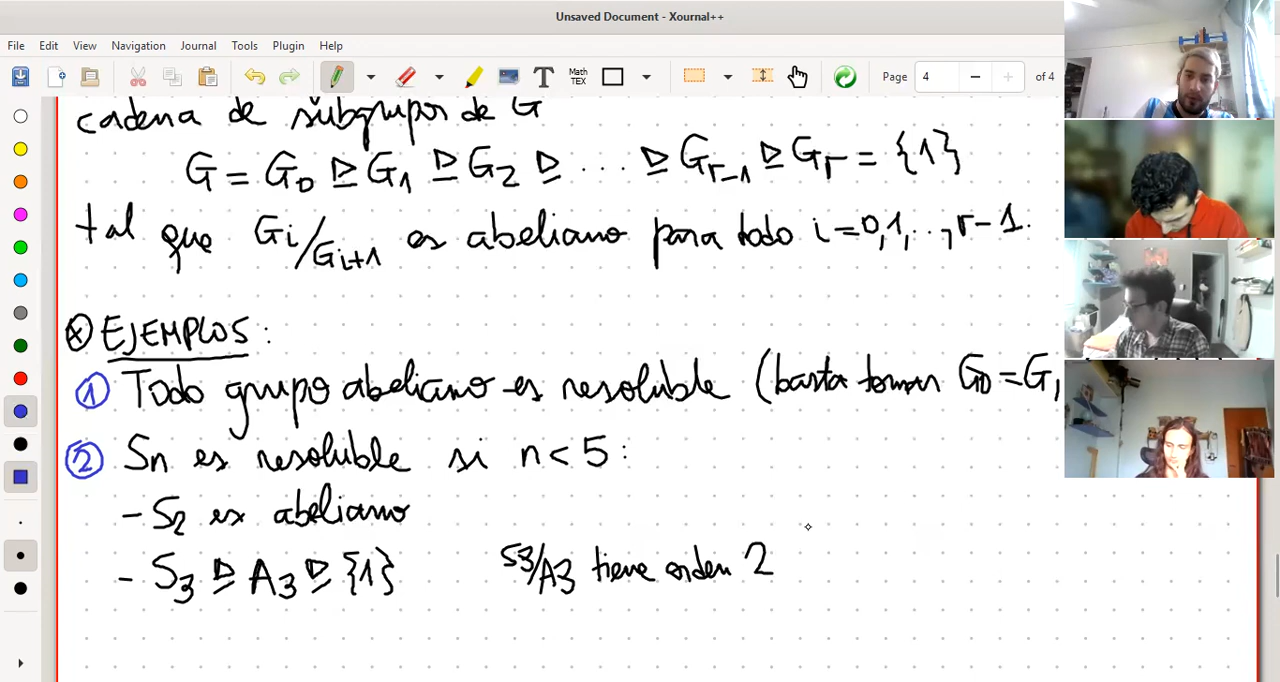 Unsaved Document - Xournal++
File Edit View Navigation Journal Tools Plugin Help
Math TEX Page 4 of 4
cadena de subgrupos de G
G = G₀ ⊵ G₁ ⊵ G₂ ⊵ ... ⊵ Gᵣ₋₁ ⊵ Gᵣ = {1}
tal que Gᵢ/Gᵢ₊₁ es abeliano para todo i=0,1,..,r-1.
⊗ EJEMPLOS:
① Todo grupo abeliano es resoluble (basta tomar G₀ = G,
② Sn es resoluble si n < 5:
- S₂ es abeliano
- S₃ ⊵ A₃ ⊵ {1} S3/A3 tiene orden 2